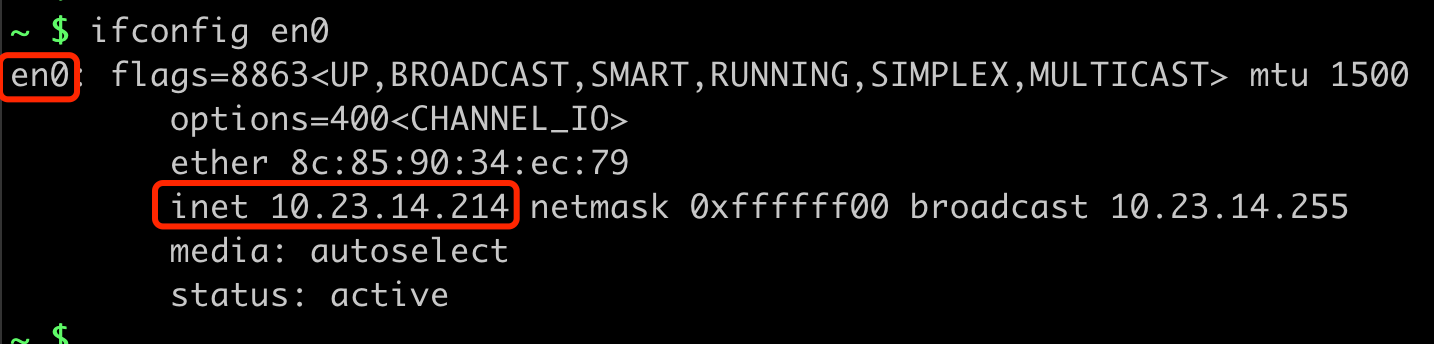 ~ $ ifconfig en0
en0: flags=8863<UP,BROADCAST,SMART,RUNNING,SIMPLEX,MULTICAST> mtu 1500
options=400<CHANNEL_IO>
ether 8c:85:90:34:ec:79
inet 10.23.14.214 netmask 0xffffff00 broadcast 10.23.14.255
media: autoselect
status: active
~ $